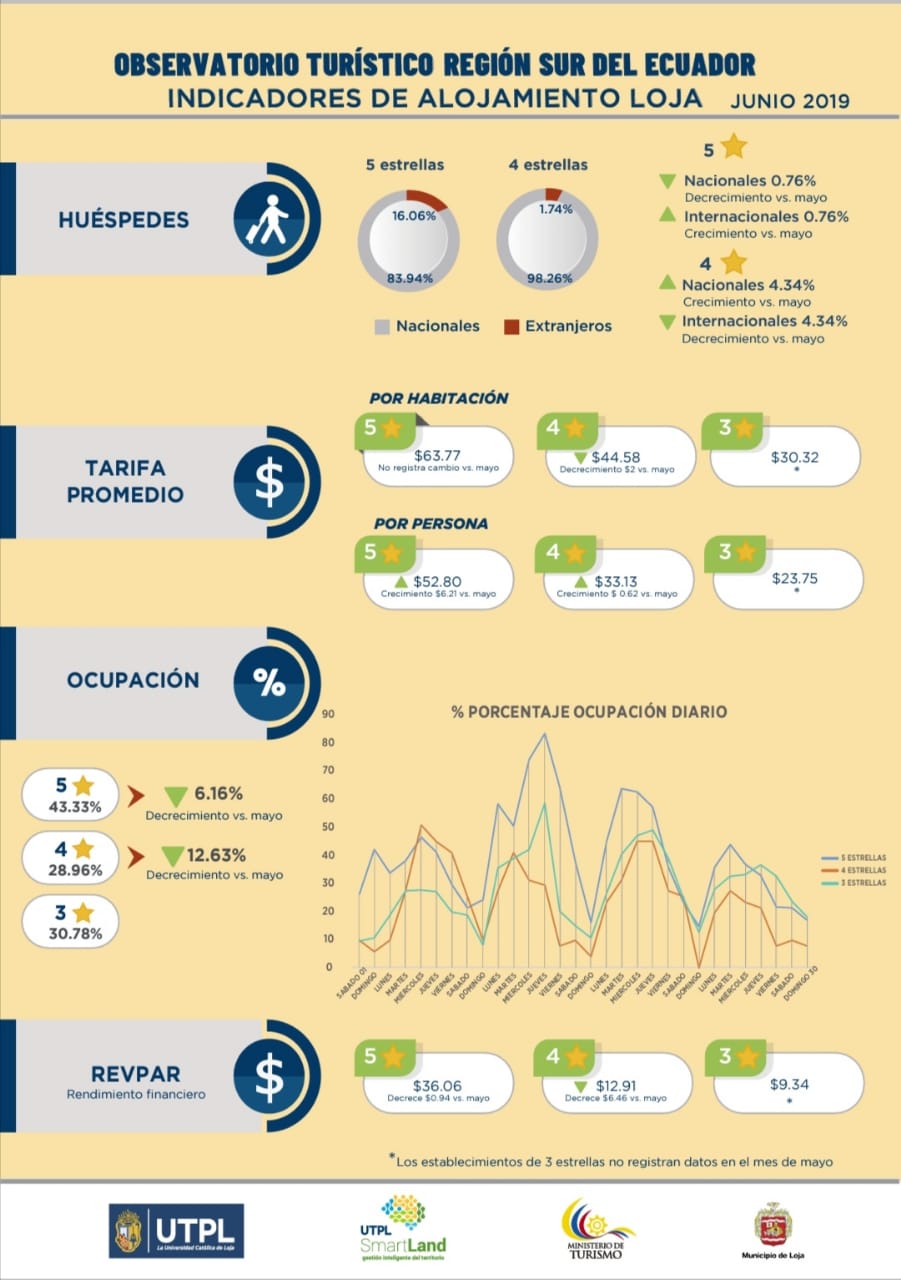 OBSERVATORIO TURÍSTICO REGIÓN SUR DEL ECUADOR
INDICADORES DE ALOJAMIENTO LOJA JUNIO 2019
HUÉSPEDES
5 estrellas
16.06%
83.94%
4 estrellas
1.74%
98.26%
Nacionales
Extranjeros
5
Nacionales 0.76%
Decrecimiento vs. mayo
Internacionales 0.76%
Crecimiento vs. mayo
4
Nacionales 4.34%
Crecimiento vs. mayo
Internacionales 4.34%
Decrecimiento vs. mayo
TARIFA
PROMEDIO
$
POR HABITACIÓN
5
$63.77
No registra cambio vs. mayo
4
$44.58
Decrecimiento $2 vs. mayo
3
$30.32
*
POR PERSONA
5
$52.80
Crecimiento $6.21 vs. mayo
4
$33.13
Crecimiento $ 0.62 vs. mayo
3
$23.75
*
OCUPACIÓN
%
5
43.33%
6.16%
Decrecimiento vs. mayo
4
28.96%
12.63%
Decrecimiento vs. mayo
3
30.78%
% PORCENTAJE OCUPACIÓN DIARIO
90
80
70
60
50
40
30
20
10
0
SABADO 01
DOMINGO
LUNES
MARTES
MIERCOLES
JUEVES
VIERNES
SABADO
DOMINGO
LUNES
MARTES
MIERCOLES
JUEVES
VIERNES
SABADO
DOMINGO
LUNES
MARTES
MIERCOLES
JUEVES
VIERNES
SABADO
DOMINGO
LUNES
MARTES
MIERCOLES
JUEVES
VIERNES
SABADO
DOMINGO 30
5 ESTRELLAS
4 ESTRELLAS
3 ESTRELLAS
REVPAR
Rendimiento financiero
$
5
$36.06
Decrece $0.94 vs. mayo
4
$12.91
Decrece $6.46 vs. mayo
3
$9.34
*
*Los establecimientos de 3 estrellas no registran datos en el mes de mayo
UTPL
La Universidad Católica de Loja
UTPL
SmartLand
gestión inteligente del territorio
MINISTERIO DE
TURISMO
Municipio de Loja